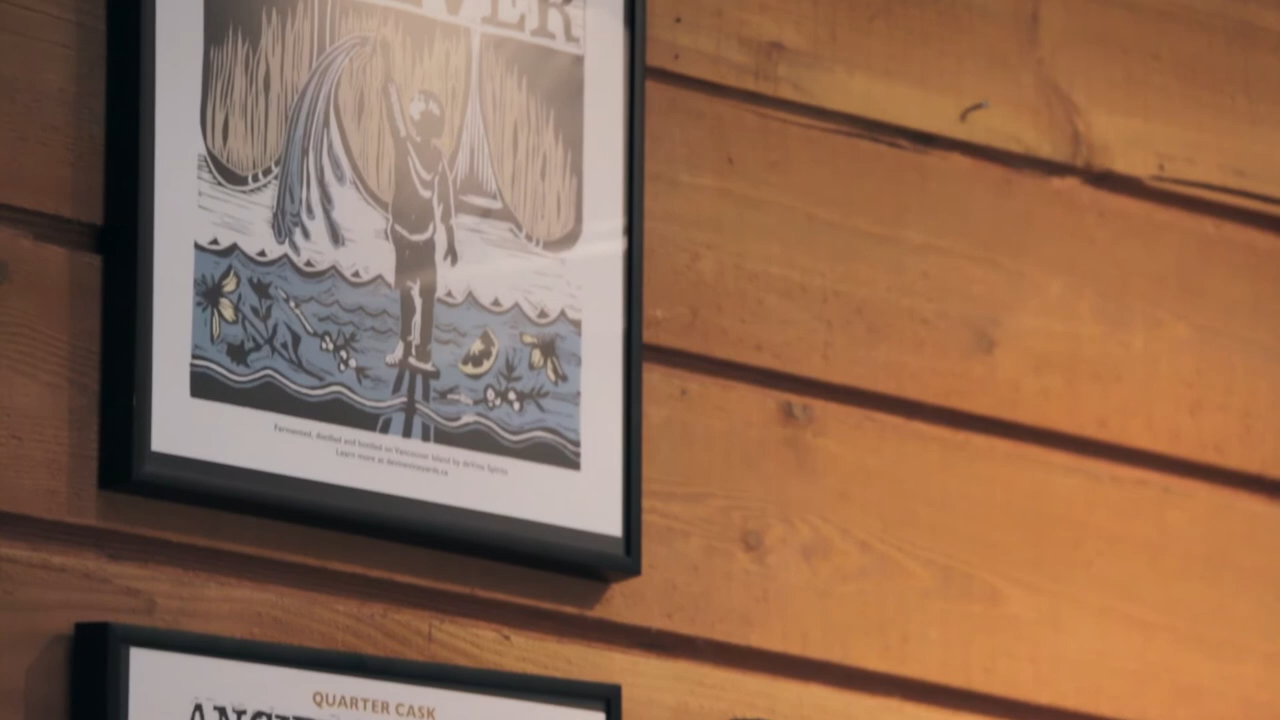 Fermented, distilled and bottled on Vancouver Island by deVine Spirits
Learn more at devinevineyards.ca
QUARTER CASK